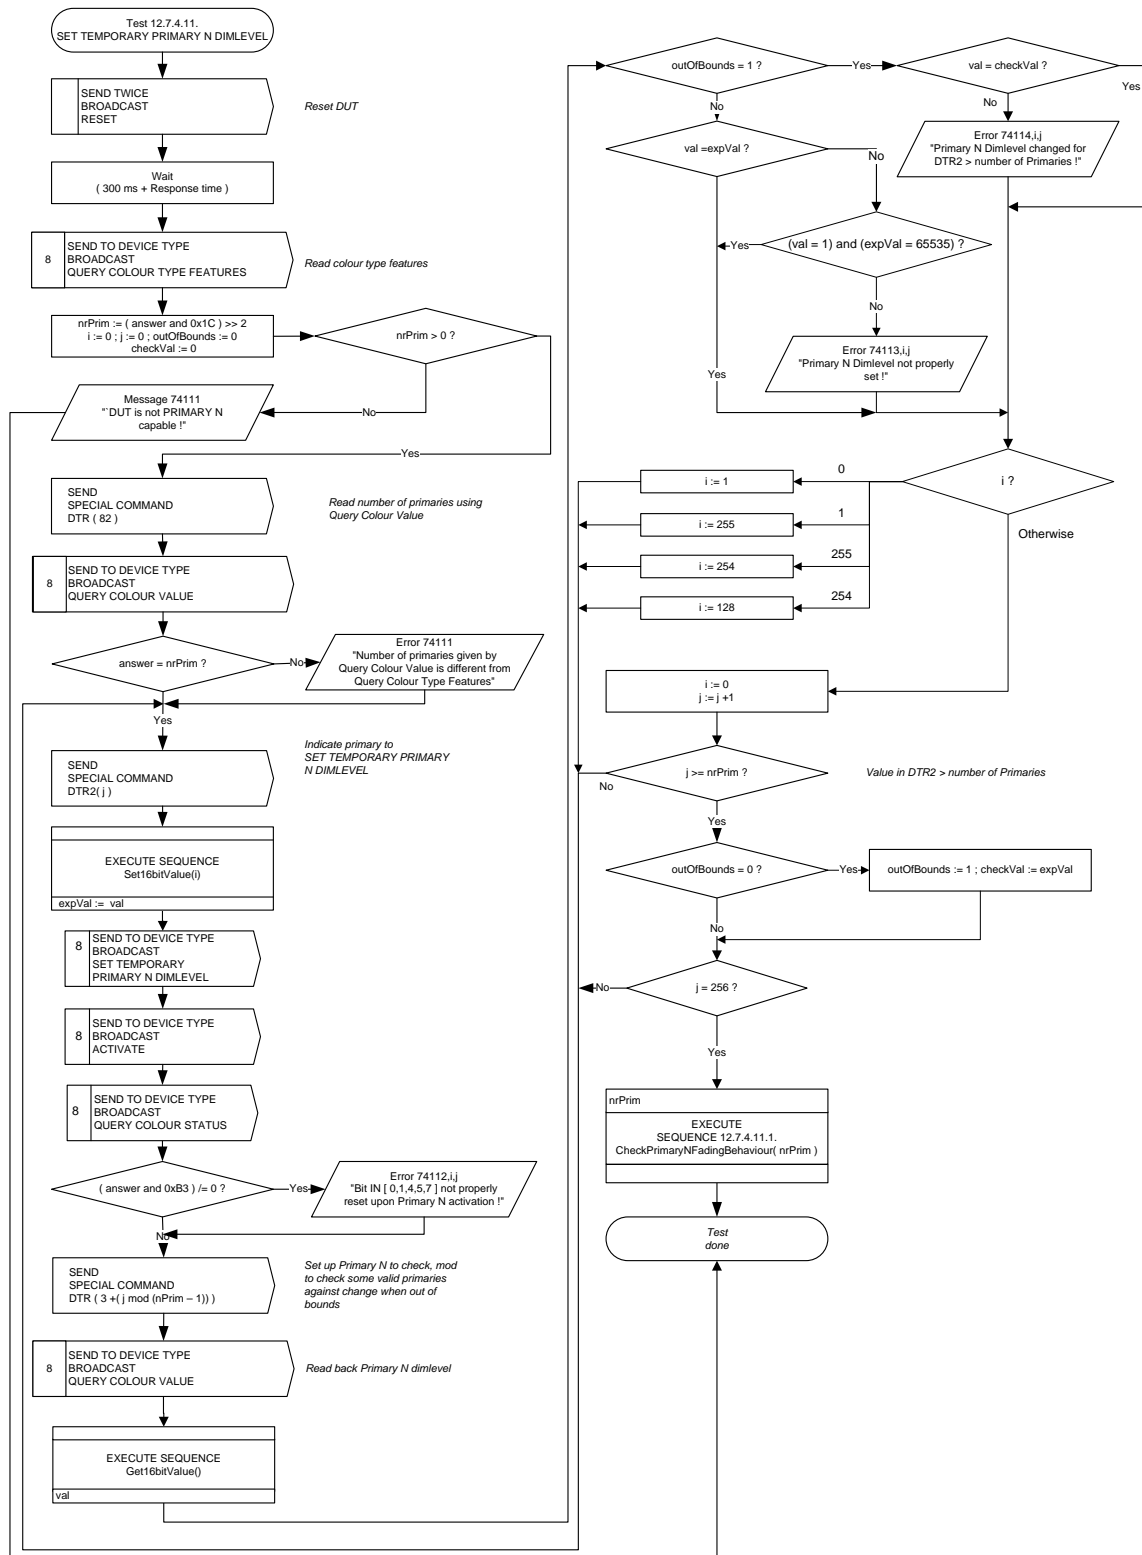 Test 12.7.4.11.
SET TEMPORARY PRIMARY N DIMLEVEL
SEND TWICE
BROADCAST
RESET
Reset DUT
Wait
( 300 ms + Response time )
8
SEND TO DEVICE TYPE
BROADCAST
QUERY COLOUR TYPE FEATURES
Read colour type features
nrPrim := ( answer and 0x1C ) >> 2
i := 0 ; j := 0 ; outOfBounds := 0
checkVal := 0
nrPrim > 0 ?
No
Message 74111
"`DUT is not PRIMARY N
capable !"
Yes
SEND
SPECIAL COMMAND
DTR ( 82 )
Read number of primaries using
Query Colour Value
8
SEND TO DEVICE TYPE
BROADCAST
QUERY COLOUR VALUE
answer = nrPrim ?
No
Error 74111
"Number of primaries given by
Query Colour Value is different from
Query Colour Type Features"
Yes
SEND
SPECIAL COMMAND
DTR2( j )
Indicate primary to
SET TEMPORARY PRIMARY
N DIMLEVEL
EXECUTE SEQUENCE
Set16bitValue(i)
expVal := val
8
SEND TO DEVICE TYPE
BROADCAST
SET TEMPORARY
PRIMARY N DIMLEVEL
8
SEND TO DEVICE TYPE
BROADCAST
ACTIVATE
8
SEND TO DEVICE TYPE
BROADCAST
QUERY COLOUR STATUS
( answer and 0xB3 ) /= 0 ?
Yes
Error 74112,i,j
"Bit IN [ 0,1,4,5,7 ] not properly
reset upon Primary N activation !"
No
SEND
SPECIAL COMMAND
DTR ( 3 +( j mod (nPrim – 1)) )
Set up Primary N to check, mod
to check some valid primaries
against change when out of
bounds
8
SEND TO DEVICE TYPE
BROADCAST
QUERY COLOUR VALUE
Read back Primary N dimlevel
EXECUTE SEQUENCE
Get16bitValue()
val
outOfBounds = 1 ?
Yes
val = checkVal ?
Yes
No
No
Error 74114,i,j
"Primary N Dimlevel changed for
DTR2 > number of Primaries !"
val =expVal ?
No
(val = 1) and (expVal = 65535) ?
Yes
No
Error 74113,i,j
"Primary N Dimlevel not properly
set !"
Yes
i ?
0
i := 1
1
i := 255
255
i := 254
254
i := 128
Otherwise
i := 0
j := j +1
j >= nrPrim ?
No
Value in DTR2 > number of Primaries
Yes
outOfBounds = 0 ?
Yes
outOfBounds := 1 ; checkVal := expVal
No
j = 256 ?
No
Yes
nrPrim
EXECUTE
SEQUENCE 12.7.4.11.1.
CheckPrimaryNFadingBehaviour( nrPrim )
Test
done